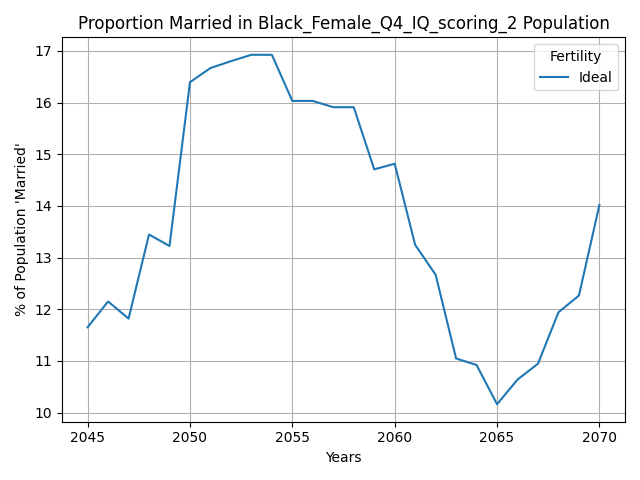 Proportion Married in Black_Female_Q4_IQ_scoring_2 Population
Fertility
Ideal
% of Population 'Married'
17
16
15
14
13
12
11
10
2045 2050 2055 2060 2065 2070
Years